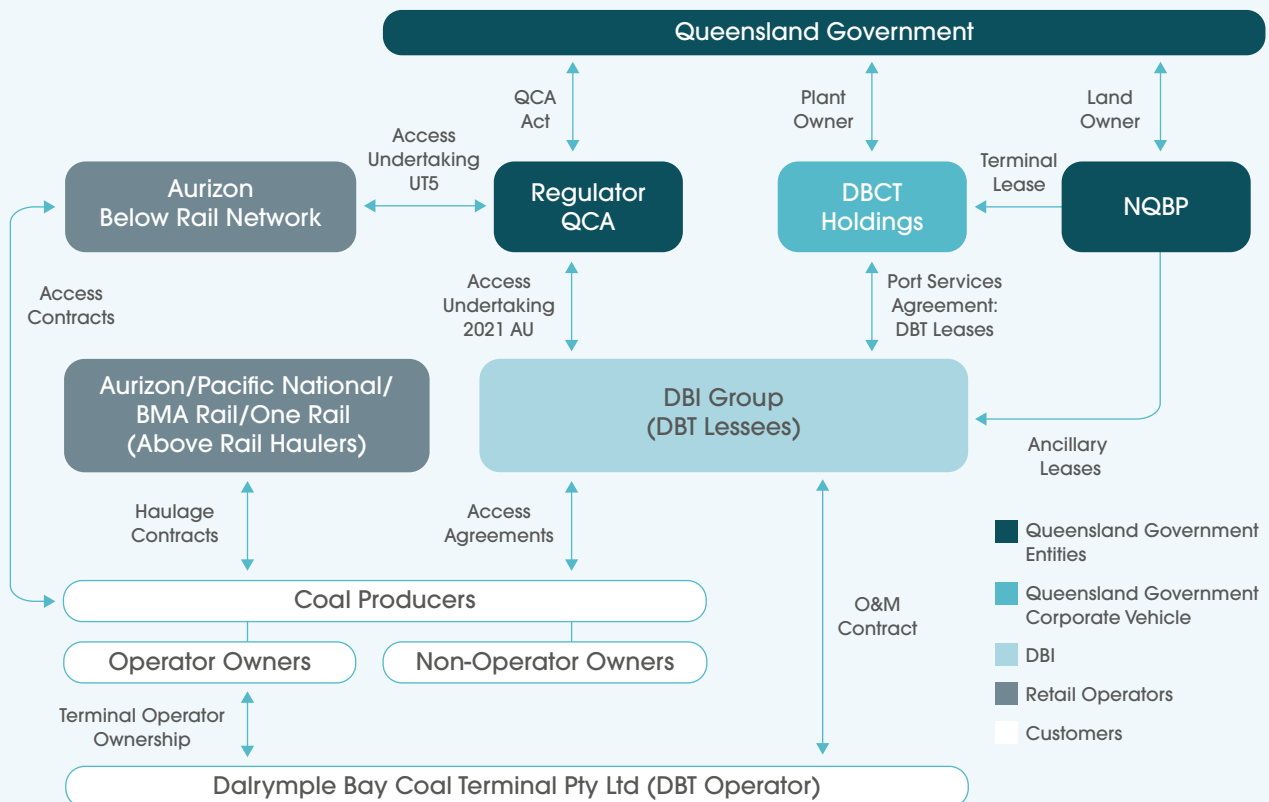 Queensland Government
QCA
Act
Plant
Owner
Land
Owner
Access
Undertaking
UT5
Terminal
Lease
Aurizon
Below Rail Network
Regulator
QCA
DBCT
Holdings
NQBP
Access
Contracts
Access
Undertaking
2021 AU
Port Services
Agreement:
DBT Leases
Aurizon/Pacific National/
BMA Rail/One Rail
(Above Rail Haulers)
DBI Group
(DBT Lessees)
Ancillary
Leases
Haulage
Contracts
Access
Agreements
Coal Producers
O&M
Contract
Operator Owners
Non-Operator Owners
Terminal Operator
Ownership
Dalrymple Bay Coal Terminal Pty Ltd (DBT Operator)
Queensland Government
Entities
Queensland Government
Corporate Vehicle
DBI
Retail Operators
Customers